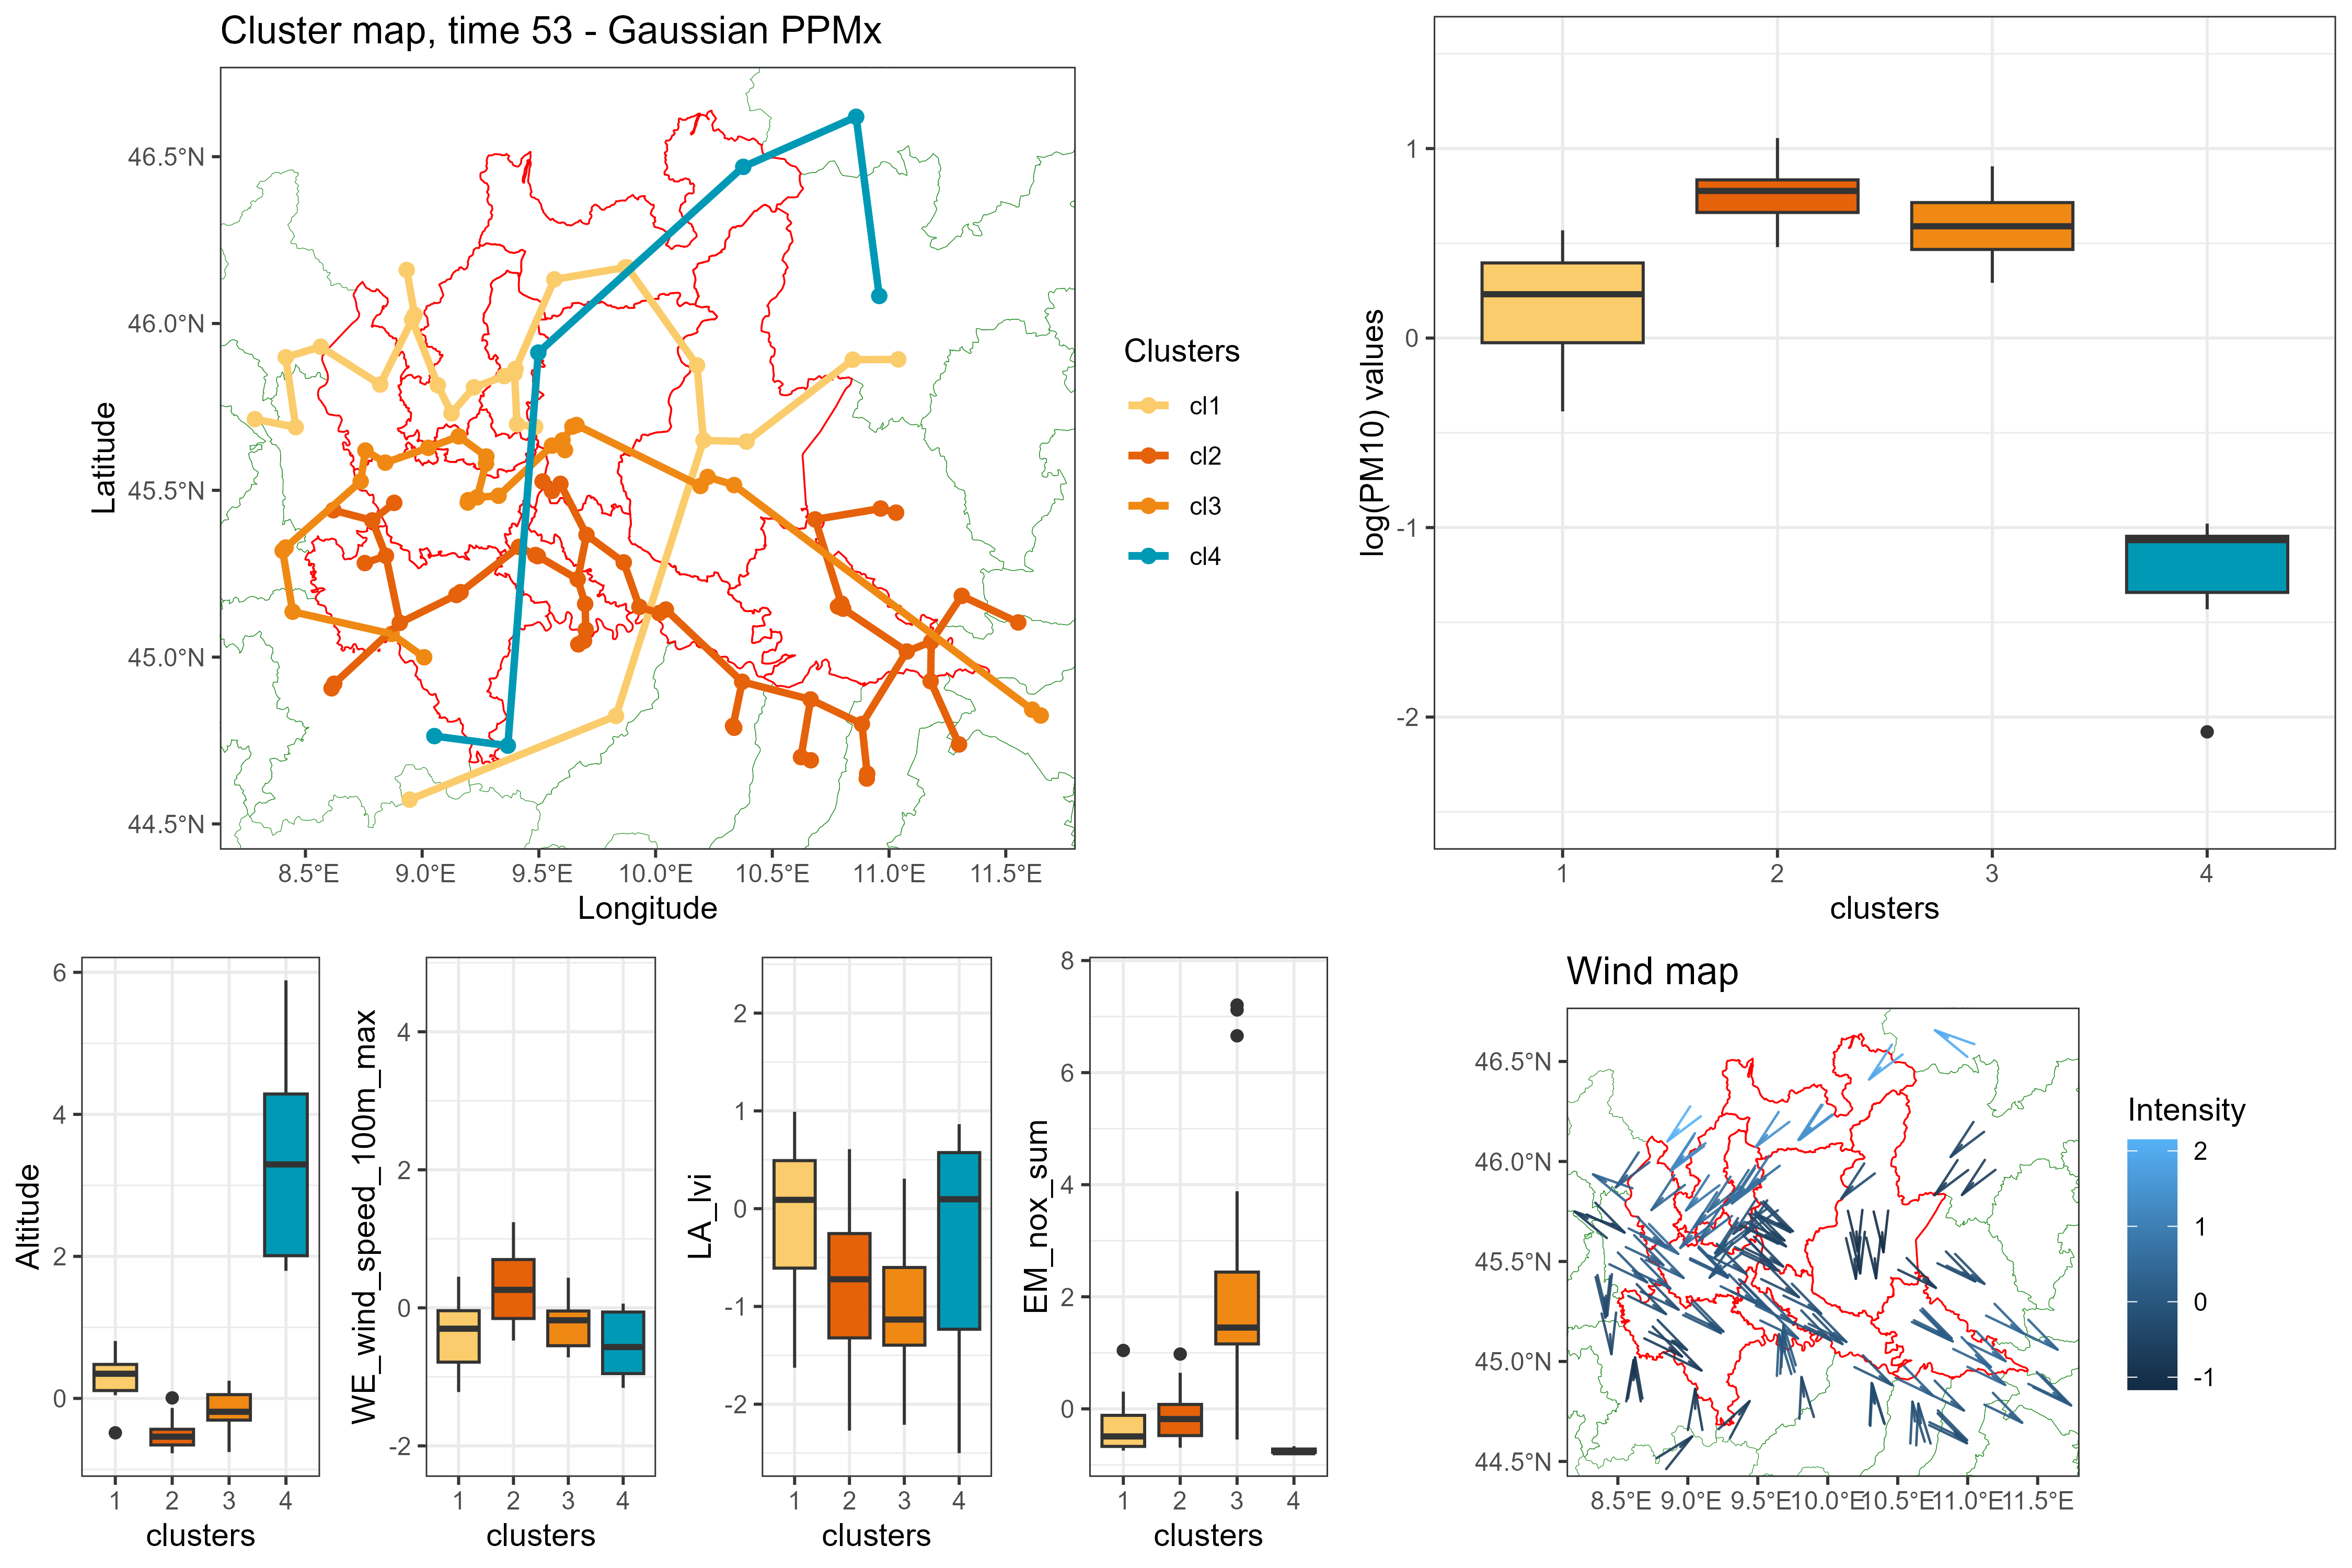 Cluster map, time 53 - Gaussian PPMx
46.5°N
46.0°N
45.5°N
45.0°N
44.5°N
Latitude
8.5°E 9.0°E 9.5°E 10.0°E 10.5°E 11.0°E 11.5°E
Longitude
Clusters
cl1
cl2
cl3
cl4
log(PM10) values
1
0
-1
-2
1 2 3 4
clusters
Altitude
6
4
2
0
1 2 3 4
clusters
WE_wind_speed_100m_max
4
2
0
-2
1 2 3 4
clusters
LA_lvi
2
1
0
-1
-2
1 2 3 4
clusters
EM_nox_sum
8
6
4
2
0
1 2 3 4
clusters
Wind map
46.5°N
46.0°N
45.5°N
45.0°N
44.5°N
8.5°E 9.0°E 9.5°E 10.0°E 10.5°E 11.0°E 11.5°E
Intensity
2
1
0
-1